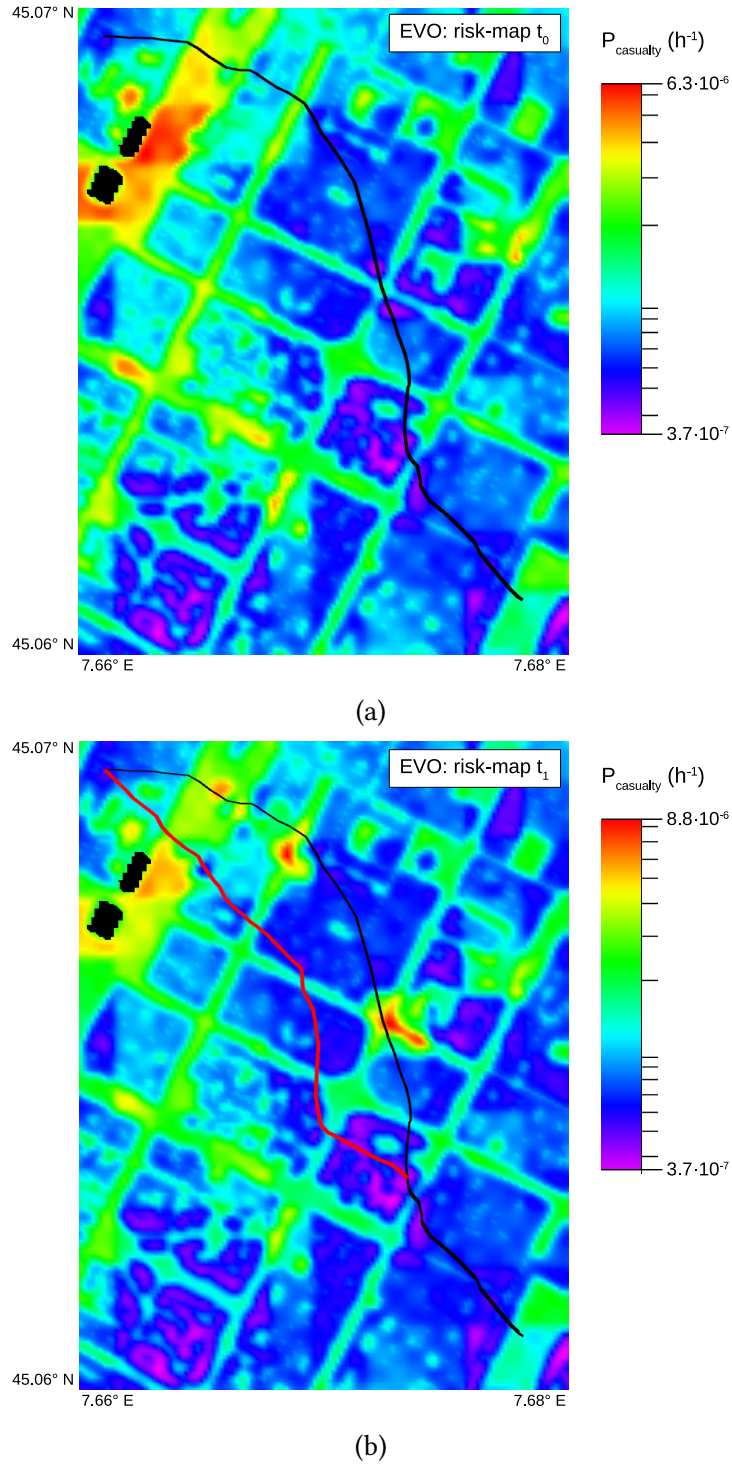 45.07° N
EVO: risk-map t₀
P_casualty (h⁻¹)
6.3·10⁻⁶
3.7·10⁻⁷
45.06° N
7.66° E
7.68° E
(a)
45.07° N
EVO: risk-map t₁
P_casualty (h⁻¹)
8.8·10⁻⁶
3.7·10⁻⁷
45.06° N
7.66° E
7.68° E
(b)